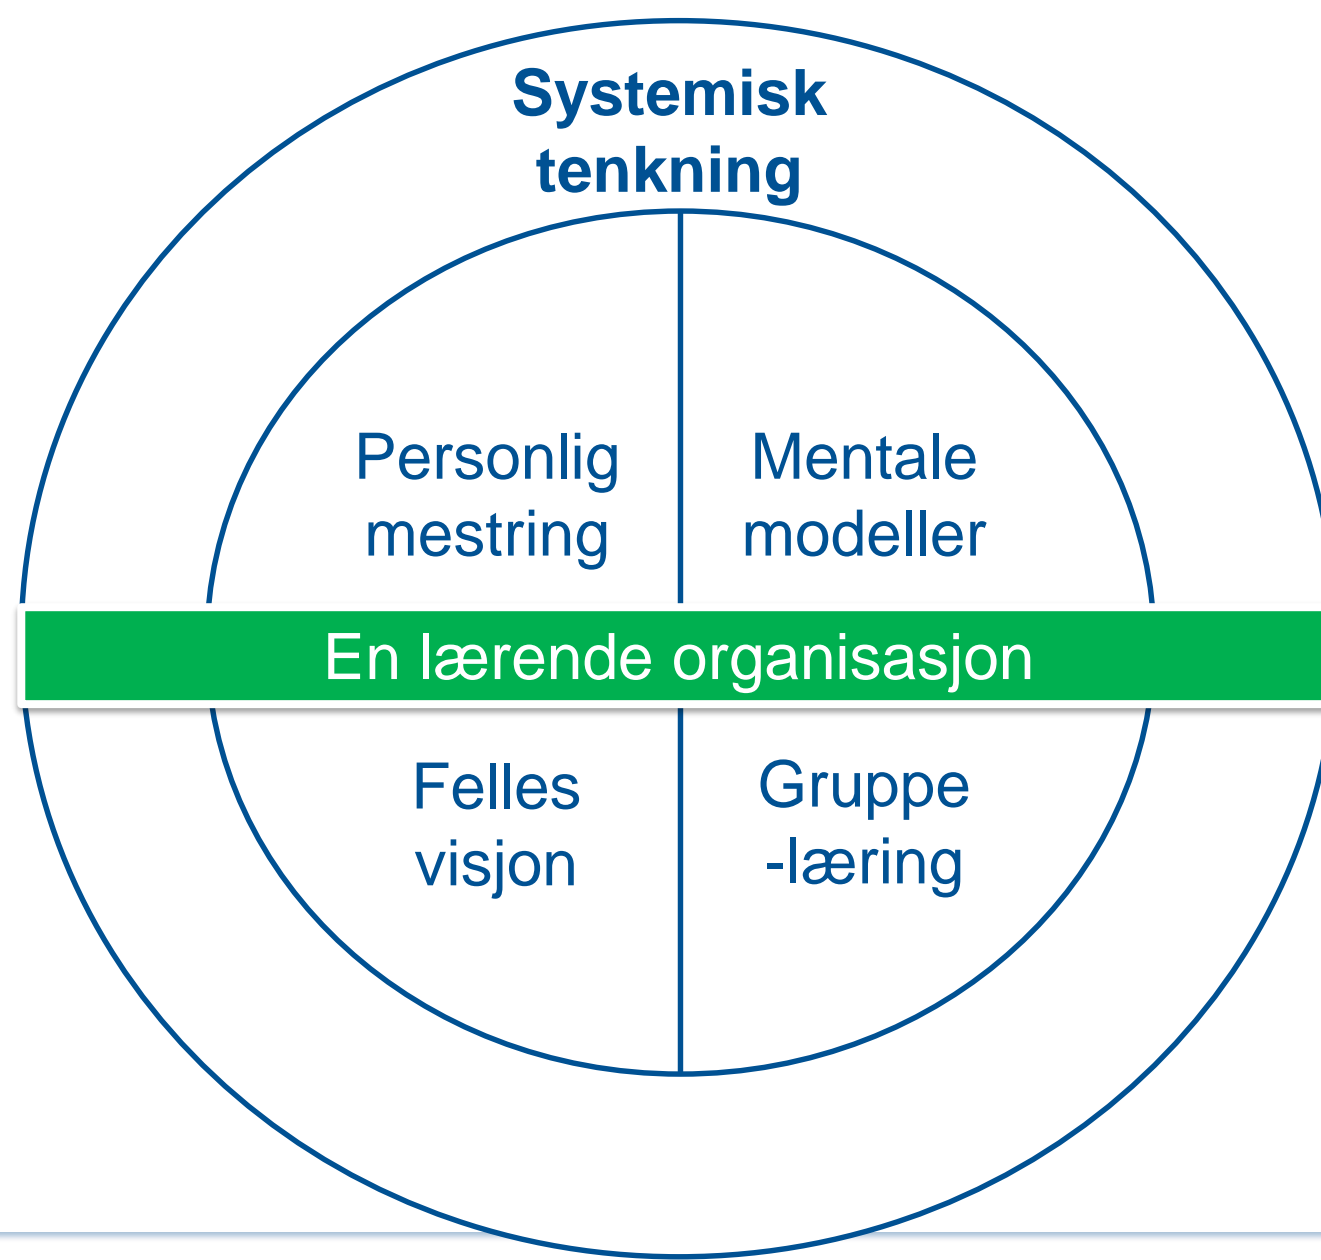 Systemisk
tenkning
Personlig
mestring
Mentale
modeller
En lærende organisasjon
Felles
visjon
Gruppe
-læring